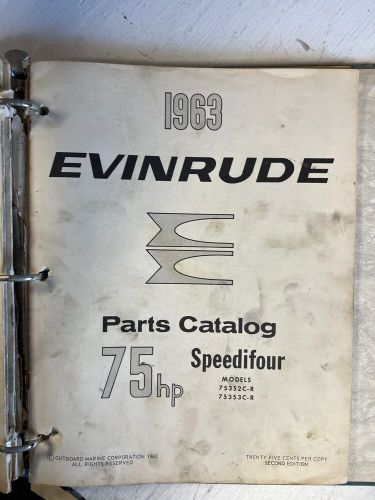 1963
EVINRUDE
Parts Catalog
75hp Speedifour
MODELS
75352C-R
75353C-R
© OUTBOARD MARINE CORPORATION 1963
ALL RIGHTS RESERVED
TWENTY FIVE CENTS PER COPY
SECOND EDITION